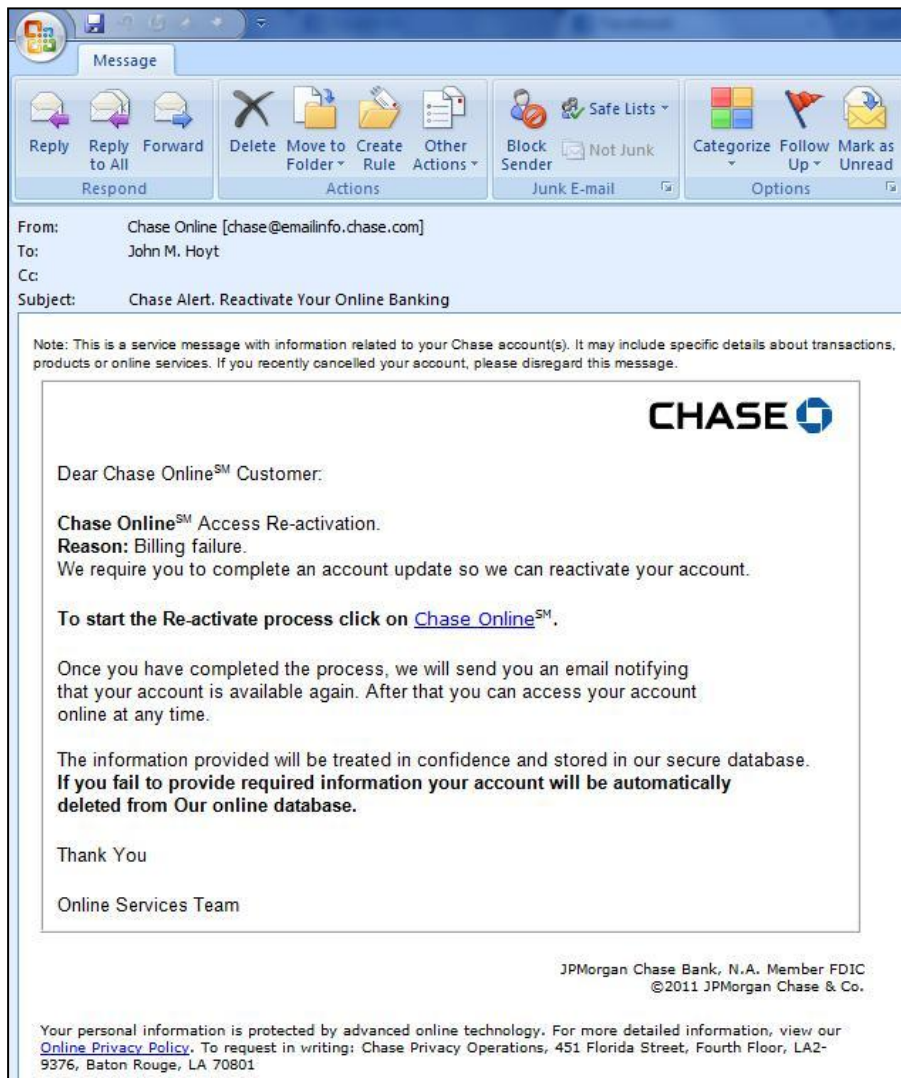 Message
Safe Lists
Reply Reply to All Forward Delete Move to Folder Create Rule Other Actions Block Sender Not Junk Categorize Follow Up Mark as Unread
Respond Actions Junk E-mail Options
From: Chase Online [chase@emailinfo.chase.com]
To: John M. Hoyt
Cc:
Subject: Chase Alert. Reactivate Your Online Banking
Note: This is a service message with information related to your Chase account(s). It may include specific details about transactions,
products or online services. If you recently cancelled your account, please disregard this message.
CHASE
Dear Chase Online℠ Customer:
Chase Online℠ Access Re-activation.
Reason: Billing failure.
We require you to complete an account update so we can reactivate your account.
To start the Re-activate process click on Chase Online℠.
Once you have completed the process, we will send you an email notifying
that your account is available again. After that you can access your account
online at any time.
The information provided will be treated in confidence and stored in our secure database.
If you fail to provide required information your account will be automatically
deleted from Our online database.
Thank You
Online Services Team
JPMorgan Chase Bank, N.A. Member FDIC
©2011 JPMorgan Chase & Co.
Your personal information is protected by advanced online technology. For more detailed information, view our
Online Privacy Policy. To request in writing: Chase Privacy Operations, 451 Florida Street, Fourth Floor, LA2-
9376, Baton Rouge, LA 70801